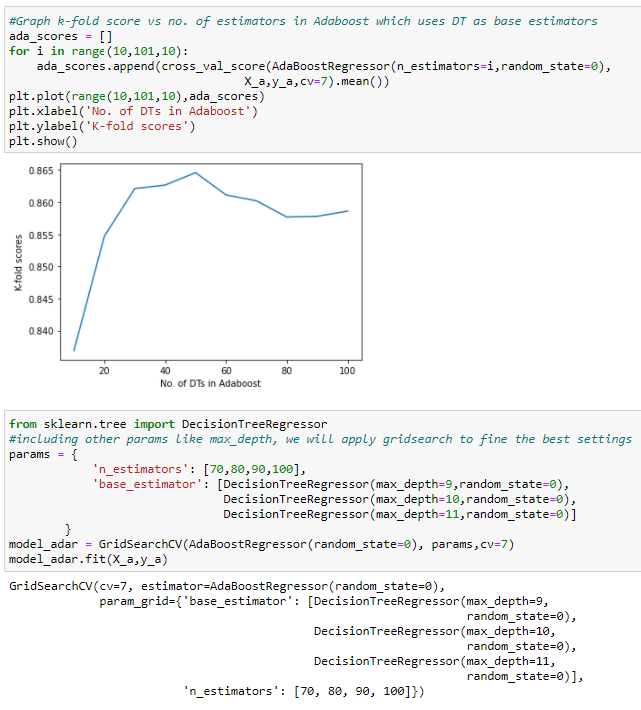 #Graph k-fold score vs no. of estimators in Adaboost which uses DT as base estimators
ada_scores = []
for i in range(10,101,10):
    ada_scores.append(cross_val_score(AdaBoostRegressor(n_estimators=i,random_state=0),
                                   X_a,y_a,cv=7).mean())
plt.plot(range(10,101,10),ada_scores)
plt.xlabel('No. of DTs in Adaboost')
plt.ylabel('K-fold scores')
plt.show()
0.865
0.860
0.855
0.850
0.845
0.840
K-fold scores
20 40 60 80 100
No. of DTs in Adaboost
from sklearn.tree import DecisionTreeRegressor
#including other params like max_depth, we will apply gridsearch to fine the best settings
params = {
            'n_estimators': [70,80,90,100],
            'base_estimator': [DecisionTreeRegressor(max_depth=9,random_state=0),
                               DecisionTreeRegressor(max_depth=10,random_state=0),
                               DecisionTreeRegressor(max_depth=11,random_state=0)]
        }
model_adar = GridSearchCV(AdaBoostRegressor(random_state=0), params,cv=7)
model_adar.fit(X_a,y_a)
GridSearchCV(cv=7, estimator=AdaBoostRegressor(random_state=0),
             param_grid={'base_estimator': [DecisionTreeRegressor(max_depth=9,
                                                                  random_state=0),
                                            DecisionTreeRegressor(max_depth=10,
                                                                  random_state=0),
                                            DecisionTreeRegressor(max_depth=11,
                                                                  random_state=0)],
                         'n_estimators': [70, 80, 90, 100]})